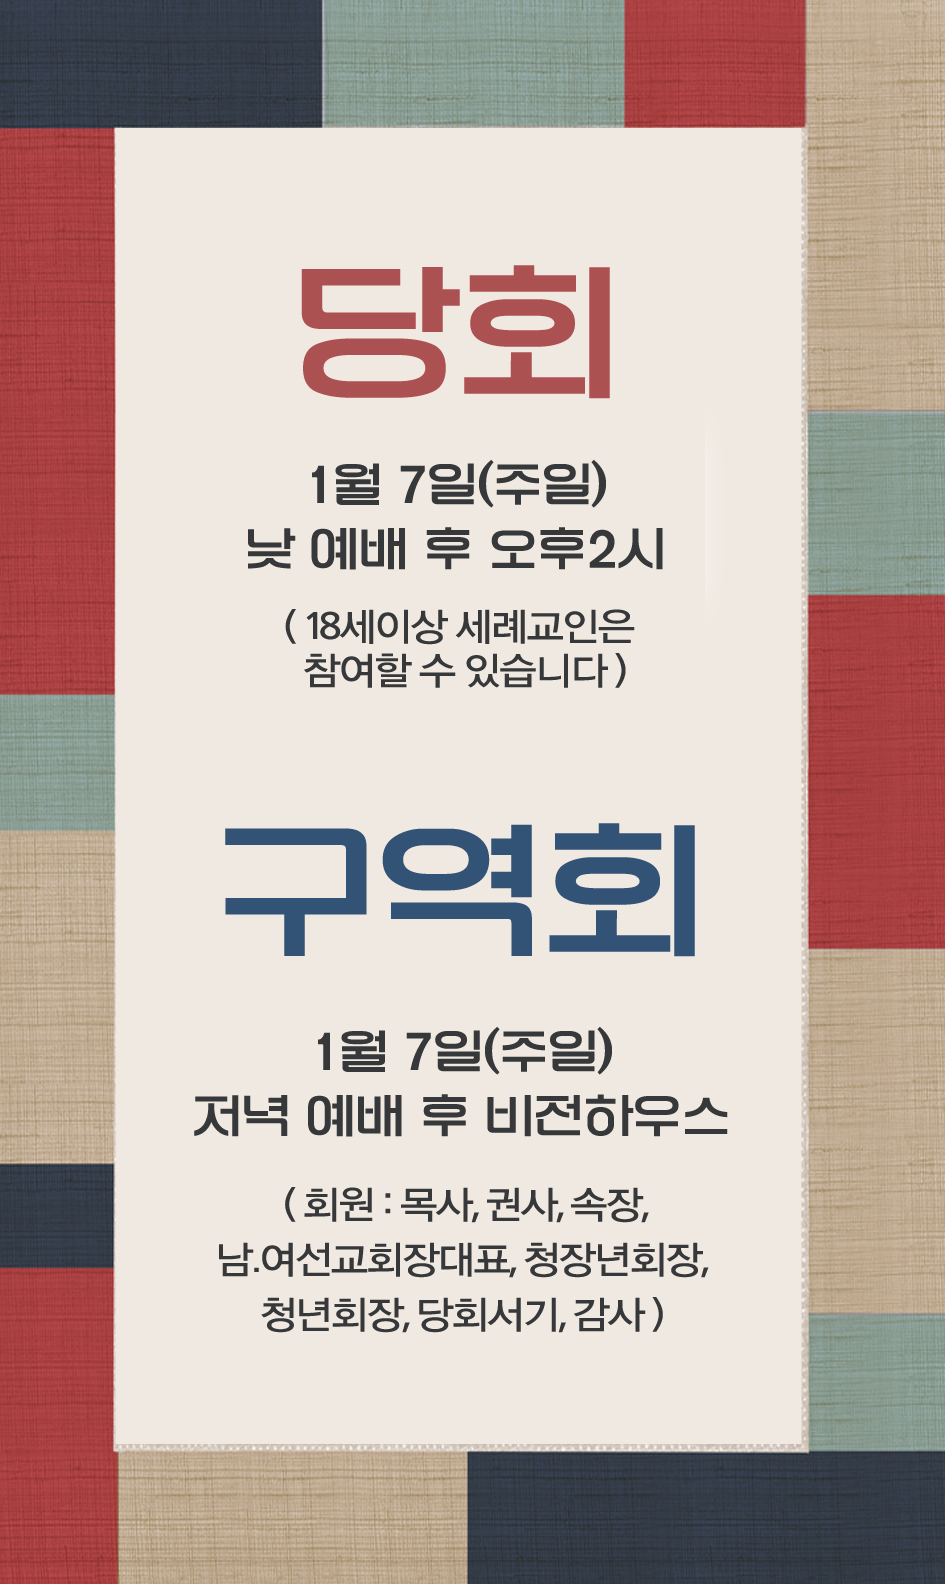 당회
1월 7일(주일)
낮 예배 후 오후2시
( 18세이상 세례교인은
참여할 수 있습니다 )
구역회
1월 7일(주일)
저녁 예배 후 비전하우스
( 회원 : 목사, 권사, 속장,
남.여선교회장대표, 청장년회장,
청년회장, 당회서기, 감사 )